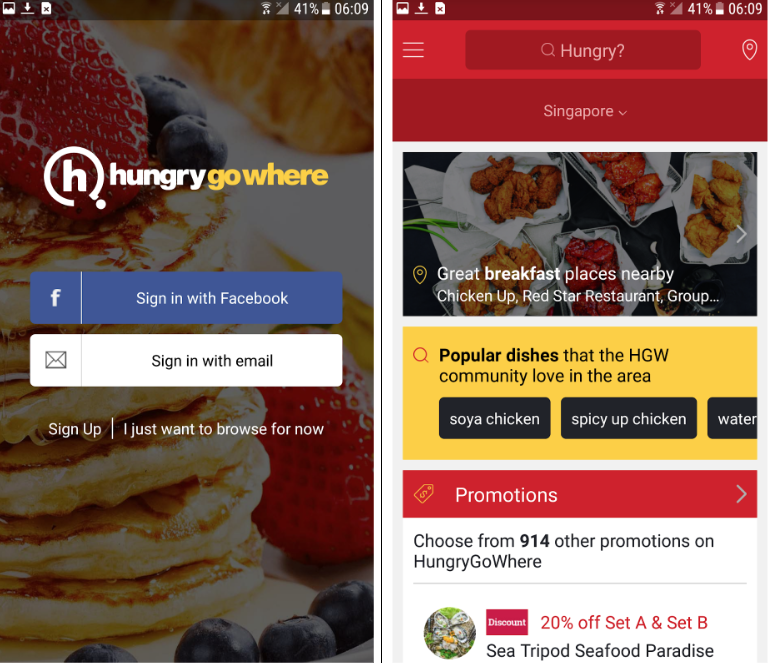 41% 06:09
hungrygowhere
f Sign in with Facebook
Sign in with email
Sign Up | I just want to browse for now
41% 06:09
Hungry?
Singapore
Great breakfast places nearby
Chicken Up, Red Star Restaurant, Group...
Popular dishes that the HGW
community love in the area
soya chicken spicy up chicken water
Promotions
Choose from 914 other promotions on
HungryGoWhere
Discount 20% off Set A & Set B
Sea Tripod Seafood Paradise